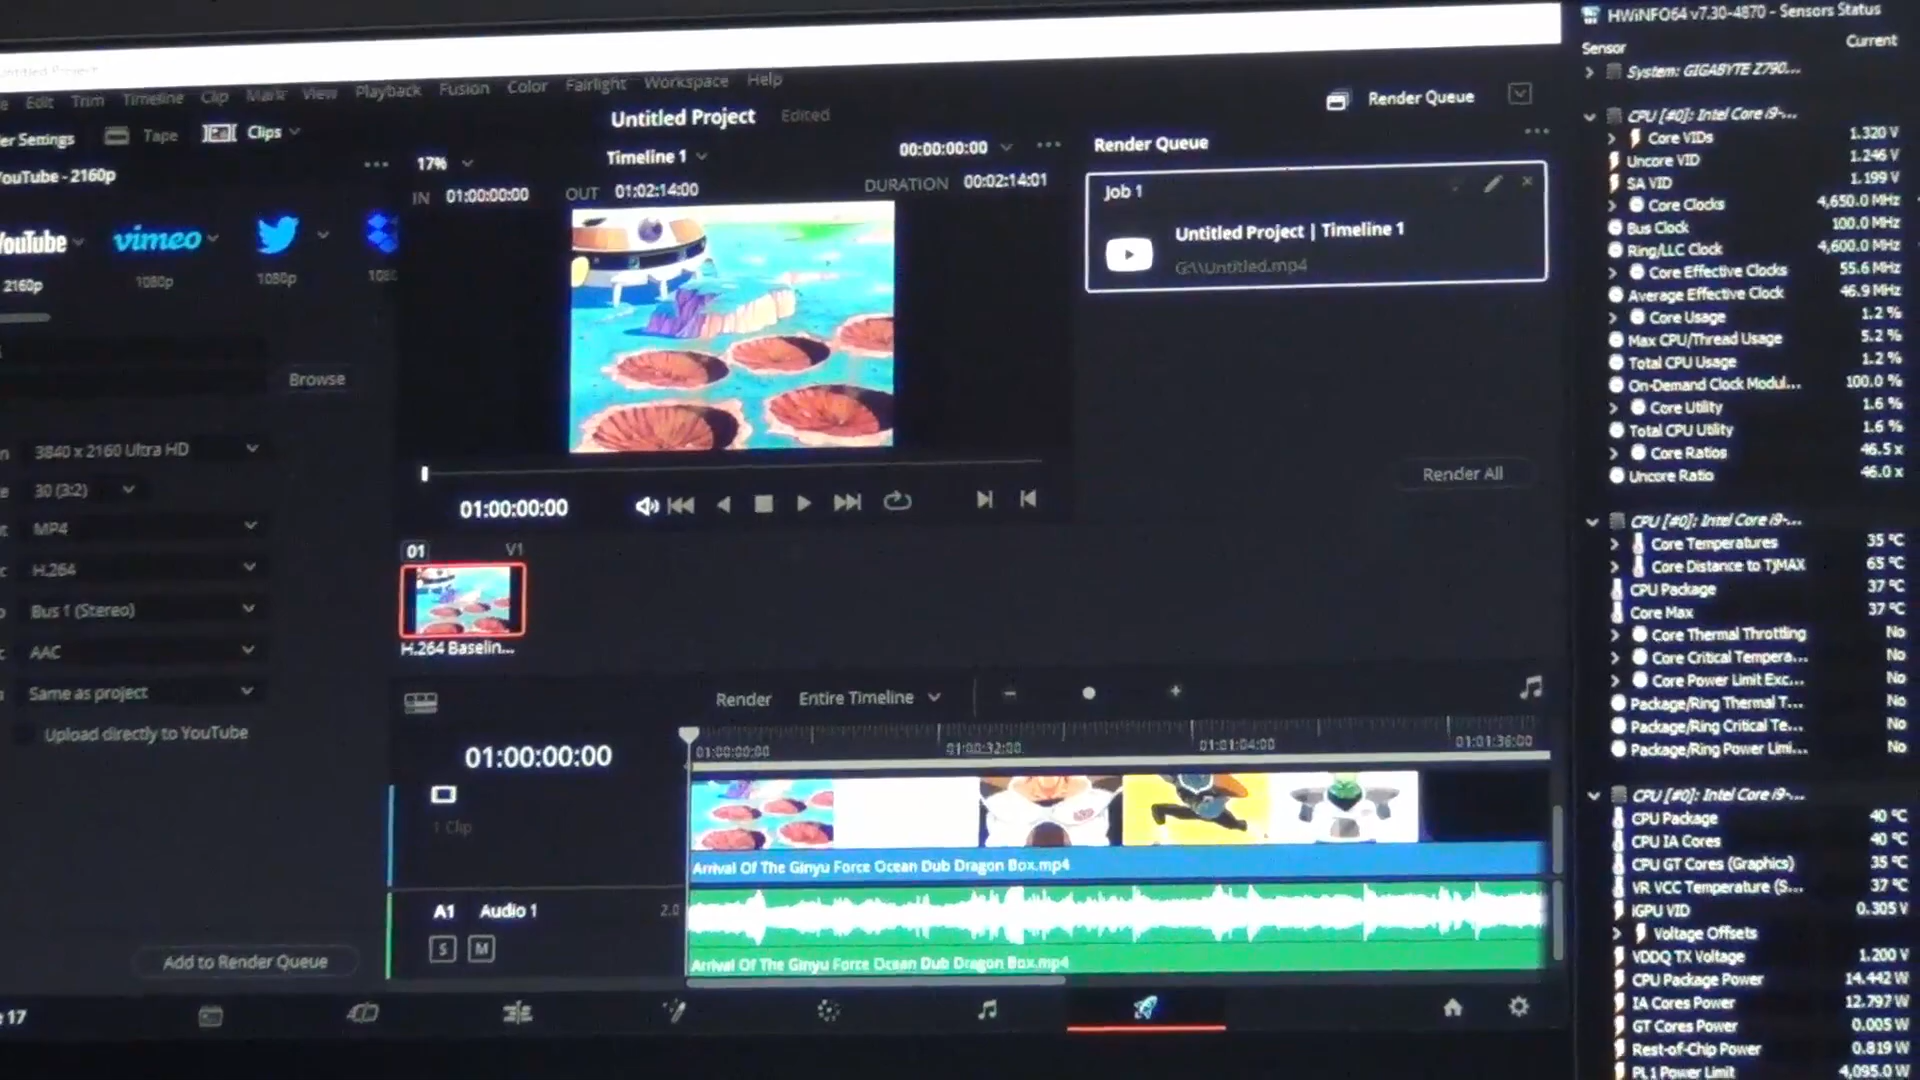 Untitled Project
Edit Trim Timeline Clip Mark View Playback Fusion Color Fairlight Workspace Help
Untitled Project Edited
Render Queue
er Settings Tape Clips
Timeline 1
00:00:00:00
ouTube - 2160p
17%
IN 01:00:00:00 OUT 01:02:14:00 DURATION 00:02:14:01
ouTube vimeo
2160p 1080p 1080p 108
Browse
3840 x 2160 Ultra HD
30 (3:2)
MP4
H.264
Bus 1 (Stereo)
AAC
Same as project
Upload directly to YouTube
Add to Render Queue
01:00:00:00
01 V1
H.264 Baselin...
Render Queue
Job 1
Untitled Project | Timeline 1
G:\\Untitled.mp4
Render All
Render Entire Timeline
01:00:00:00
01:00:00:00 01:00:32:00 01:01:04:00 01:01:36:00
1 Clip
Arrival Of The Ginyu Force Ocean Dub Dragon Box.mp4
A1 Audio 1 2.0
S M
Arrival Of The Ginyu Force Ocean Dub Dragon Box.mp4
17
HWiNFO64 v7.30-4870 - Sensors Status
Sensor Current
System: GIGABYTE Z790...
CPU [#0]: Intel Core i9-...
Core VIDs 1.320 V
Uncore VID 1.246 V
SA VID 1.199 V
Core Clocks 4,650.0 MHz
Bus Clock 100.0 MHz
Ring/LLC Clock 4,600.0 MHz
Core Effective Clocks 55.6 MHz
Average Effective Clock 46.9 MHz
Core Usage 1.2 %
Max CPU/Thread Usage 5.2 %
Total CPU Usage 1.2 %
On-Demand Clock Modul... 100.0 %
Core Utility 1.6 %
Total CPU Utility 1.6 %
Core Ratios 46.5 x
Uncore Ratio 46.0 x
CPU [#0]: Intel Core i9-...
Core Temperatures 35 °C
Core Distance to TjMAX 65 °C
CPU Package 37 °C
Core Max 37 °C
Core Thermal Throttling No
Core Critical Tempera... No
Core Power Limit Exc... No
Package/Ring Thermal T... No
Package/Ring Critical Te... No
Package/Ring Power Limi... No
CPU [#0]: Intel Core i9-...
CPU Package 40 °C
CPU IA Cores 40 °C
CPU GT Cores (Graphics) 35 °C
VR VCC Temperature (S... 37 °C
iGPU VID 0.305 V
Voltage Offsets
VDDQ TX Voltage 1.200 V
CPU Package Power 14.442 W
IA Cores Power 12.797 W
GT Cores Power 0.005 W
Rest-of-Chip Power 0.819 W
PL1 Power Limit 4,095.0 W